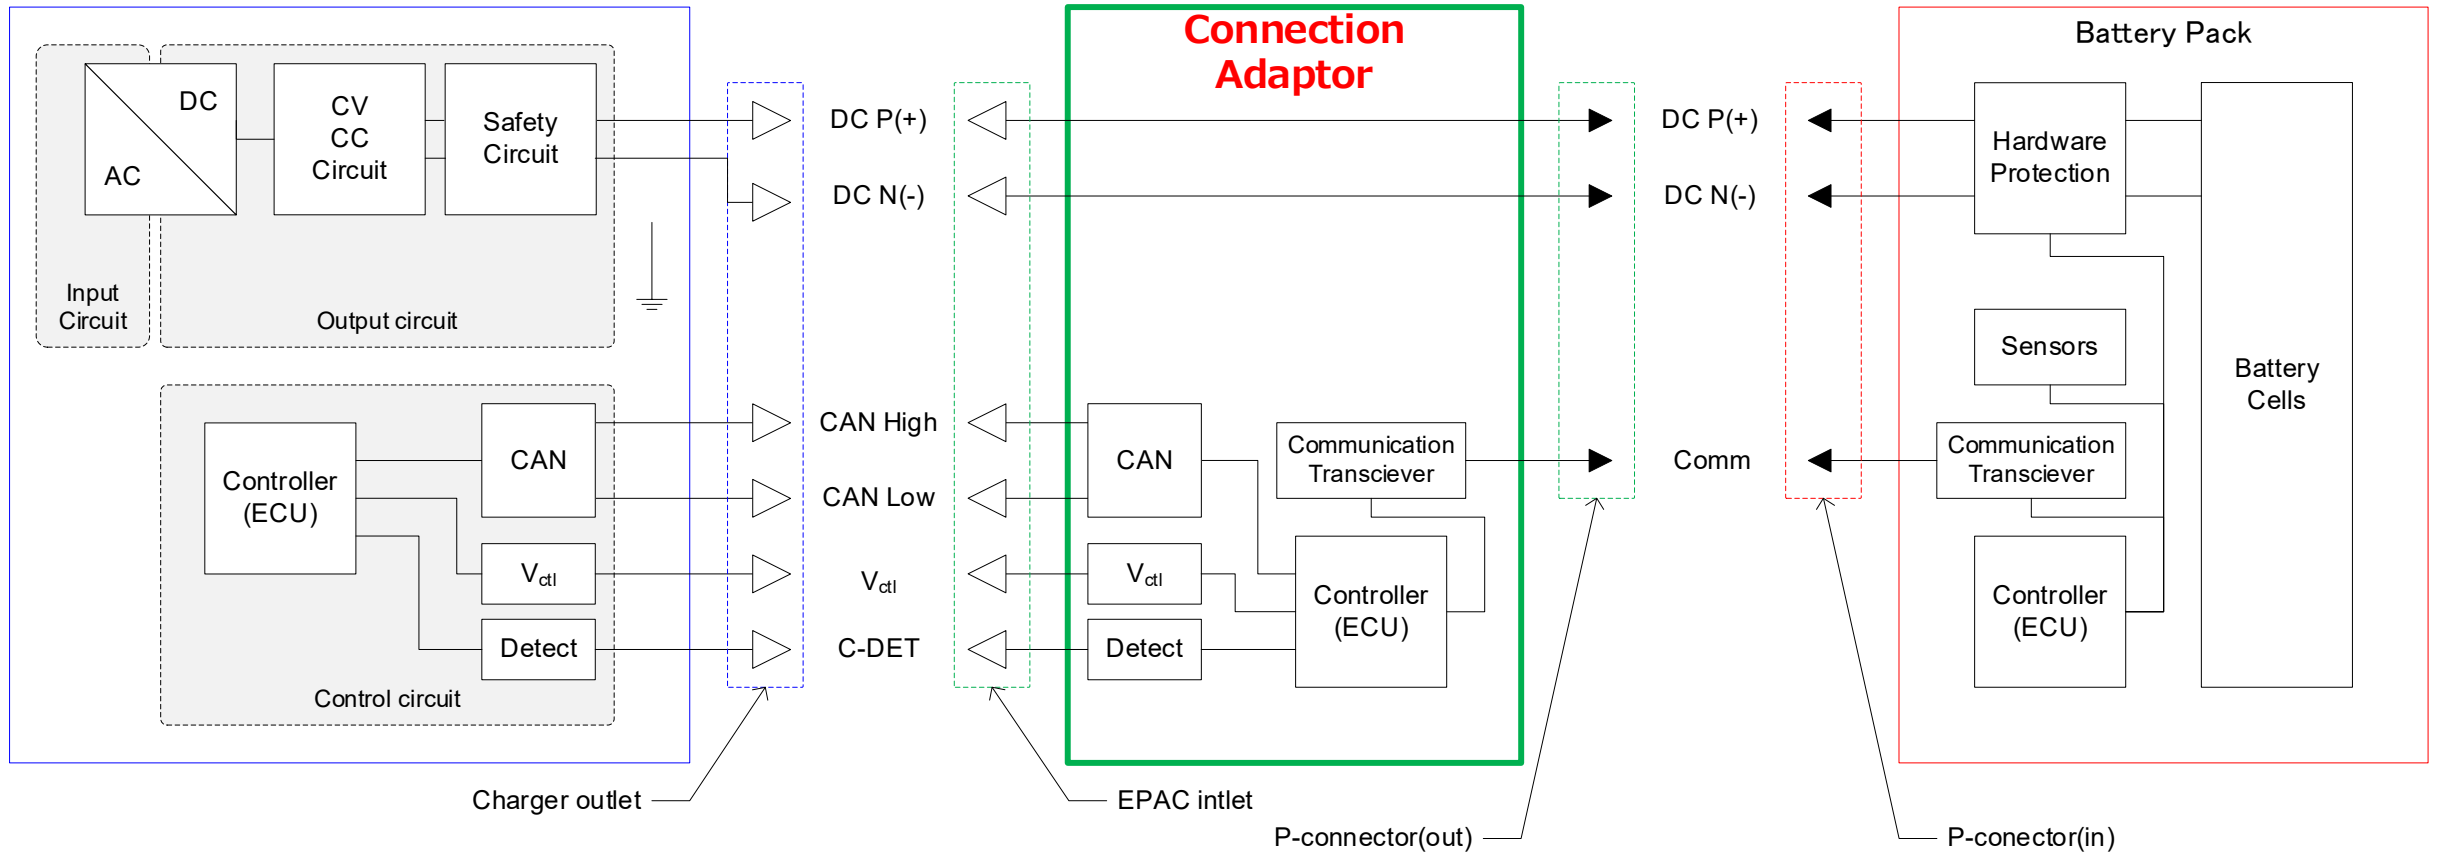 Connection
Adaptor
Battery Pack
DC
AC
CV
CC
Circuit
Safety
Circuit
Input
Circuit
Output circuit
DC P(+)
DC N(-)
DC P(+)
DC N(-)
Hardware
Protection
Sensors
Battery
Cells
Controller
(ECU)
CAN
Vctl
Detect
Control circuit
CAN High
CAN Low
Vctl
C-DET
CAN
Vctl
Detect
Communication
Transciever
Controller
(ECU)
Comm
Communication
Transciever
Controller
(ECU)
Charger outlet
EPAC intlet
P-connector(out)
P-conector(in)